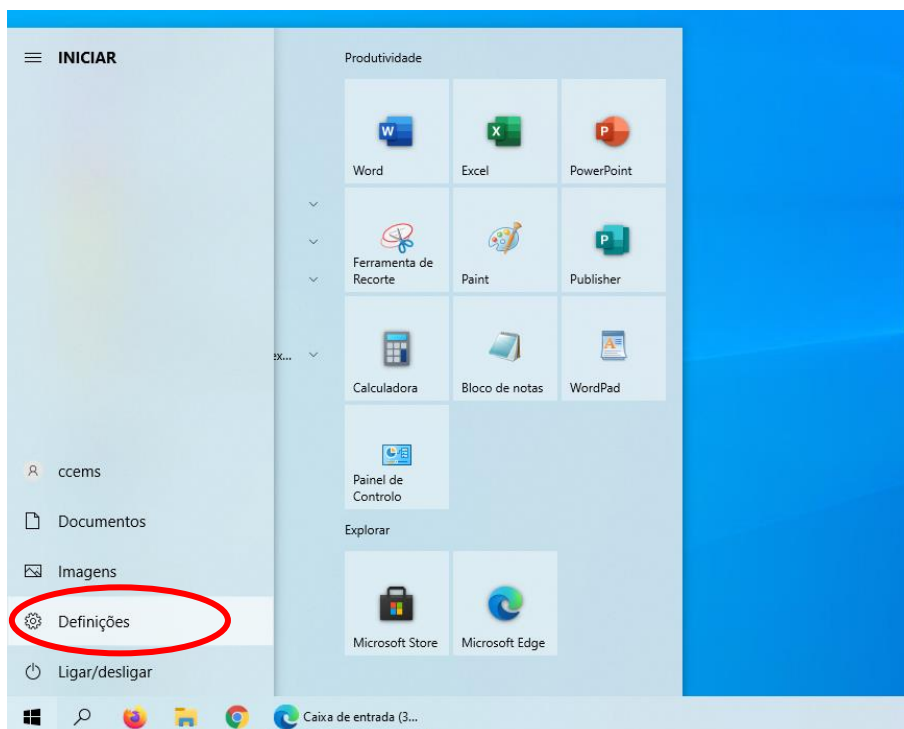 INICIAR
Produtividade
Word
Excel
PowerPoint
Ferramenta de
Recorte
Paint
Publisher
ex...
Calculadora
Bloco de notas
WordPad
Painel de
Controlo
ccems
Documentos
Explorar
Imagens
Definições
Microsoft Store
Microsoft Edge
Ligar/desligar
Caixa de entrada (3...